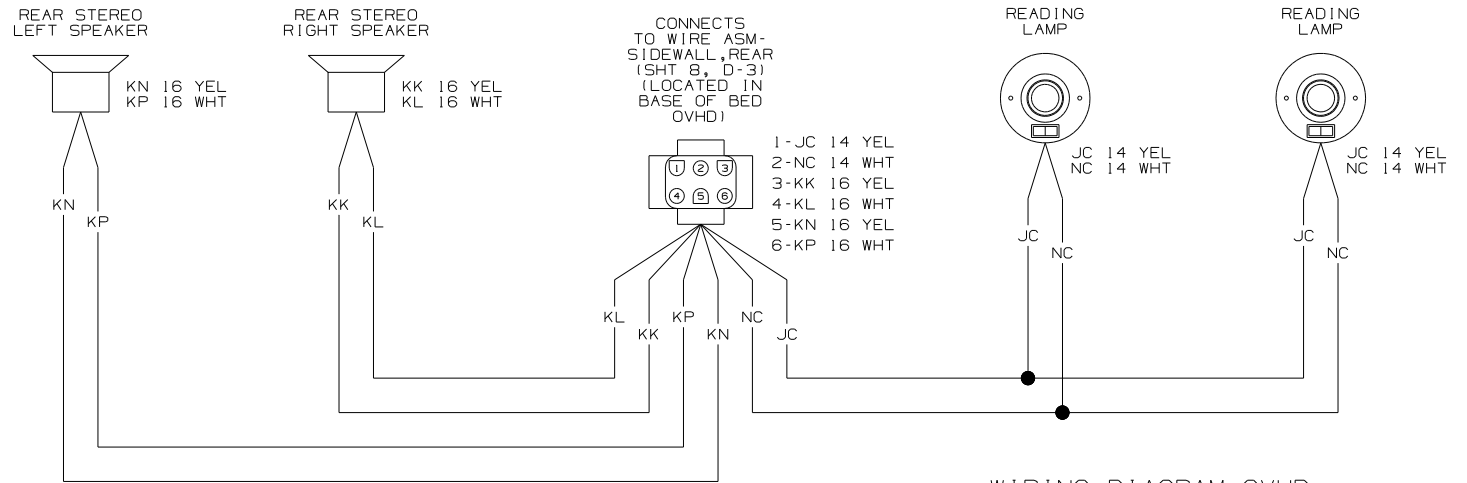 REAR STEREO
LEFT SPEAKER
KN 16 YEL
KP 16 WHT
KN
KP
REAR STEREO
RIGHT SPEAKER
KK 16 YEL
KL 16 WHT
KK
KL
CONNECTS
TO WIRE ASM-
SIDEWALL,REAR
(SHT 8, D-3)
(LOCATED IN
BASE OF BED
OVHD)
1 2 3
4 5 6
1-JC 14 YEL
2-NC 14 WHT
3-KK 16 YEL
4-KL 16 WHT
5-KN 16 YEL
6-KP 16 WHT
KL
KK
KP
KN
NC
JC
READING
LAMP
JC 14 YEL
NC 14 WHT
JC
NC
READING
LAMP
JC 14 YEL
NC 14 WHT
JC
NC
WIRING DIAGRAM OVHD